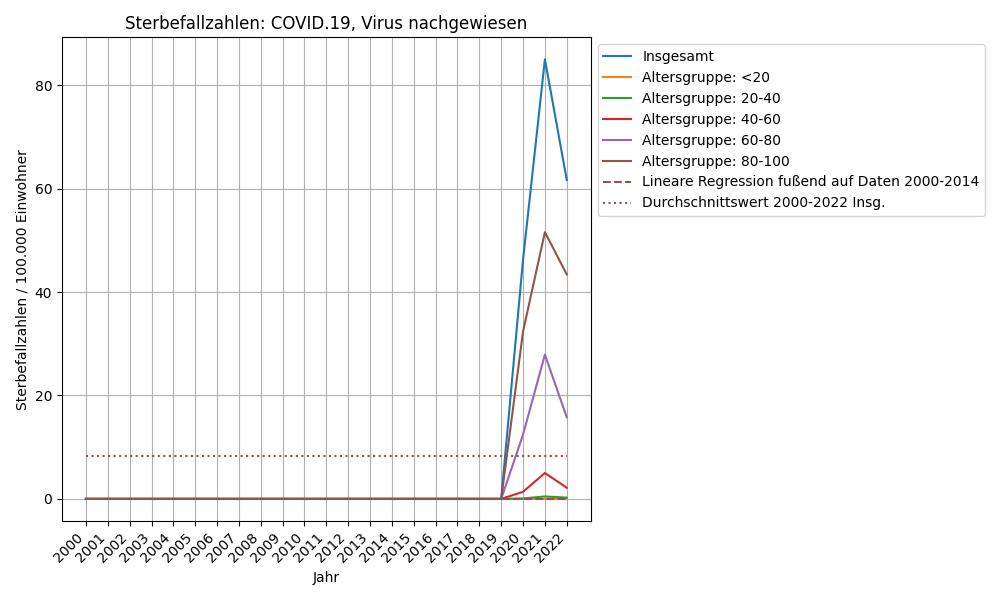 Sterbefallzahlen: COVID.19, Virus nachgewiesen
Insgesamt
Altersgruppe: <20
Altersgruppe: 20-40
Altersgruppe: 40-60
Altersgruppe: 60-80
Altersgruppe: 80-100
Lineare Regression fußend auf Daten 2000-2014
Durchschnittswert 2000-2022 Insg.
Sterbefallzahlen / 100.000 Einwohner
80
60
40
20
0
2000 2001 2002 2003 2004 2005 2006 2007 2008 2009 2010 2011 2012 2013 2014 2015 2016 2017 2018 2019 2020 2021 2022
Jahr